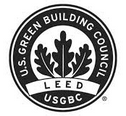 U.S. GREEN BUILDING COUNCIL
LEED
USGBC
®